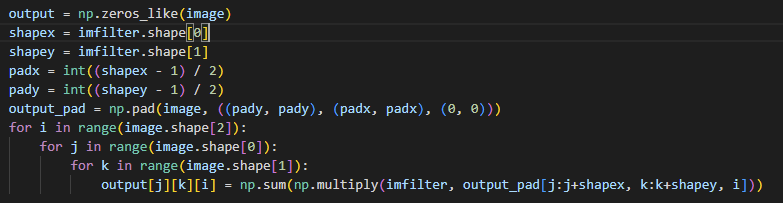 output = np.zeros_like(image)
shapex = imfilter.shape[0]
shapey = imfilter.shape[1]
padx = int((shapex - 1) / 2)
pady = int((shapey - 1) / 2)
output_pad = np.pad(image, ((pady, pady), (padx, padx), (0, 0)))
for i in range(image.shape[2]):
    for j in range(image.shape[0]):
        for k in range(image.shape[1]):
            output[j][k][i] = np.sum(np.multiply(imfilter, output_pad[j:j+shapex, k:k+shapey, i]))